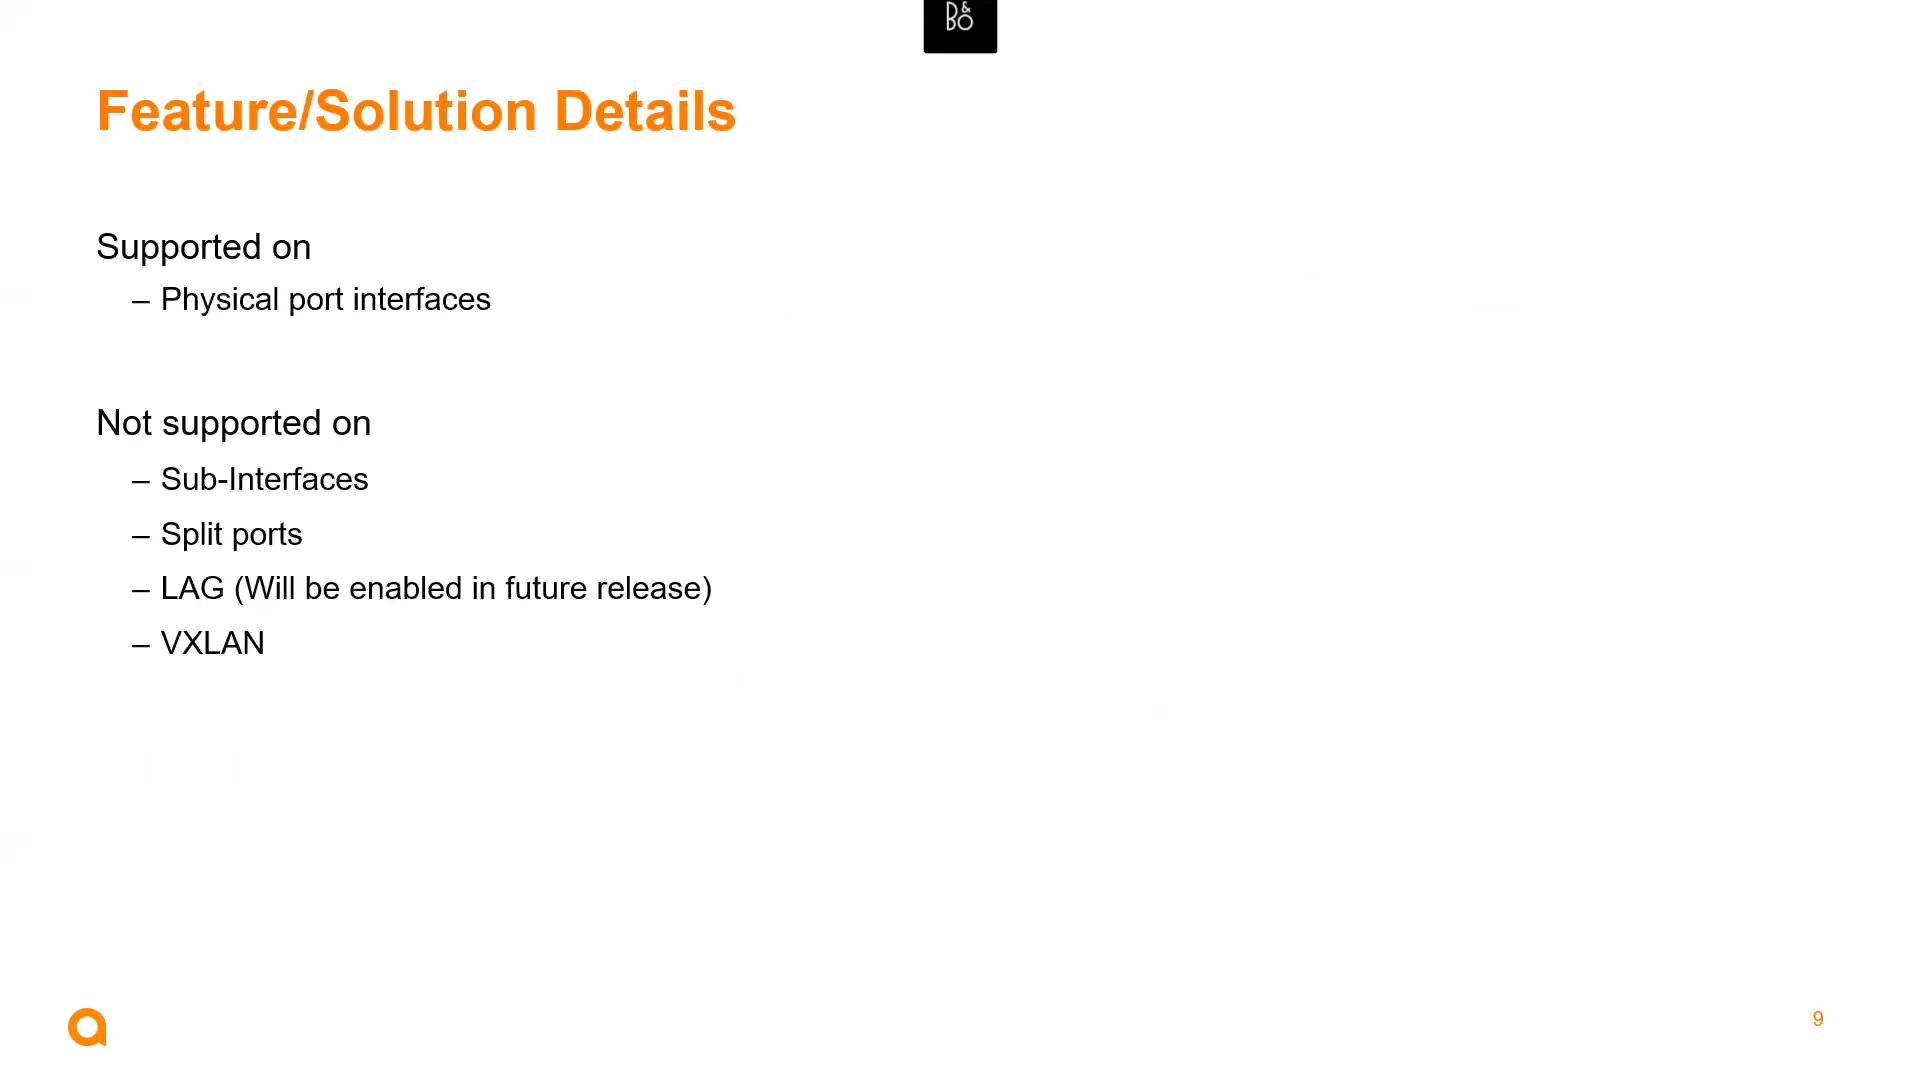 B&
BO
Feature/Solution Details
Supported on
– Physical port interfaces
Not supported on
– Sub-Interfaces
– Split ports
– LAG (Will be enabled in future release)
– VXLAN
9